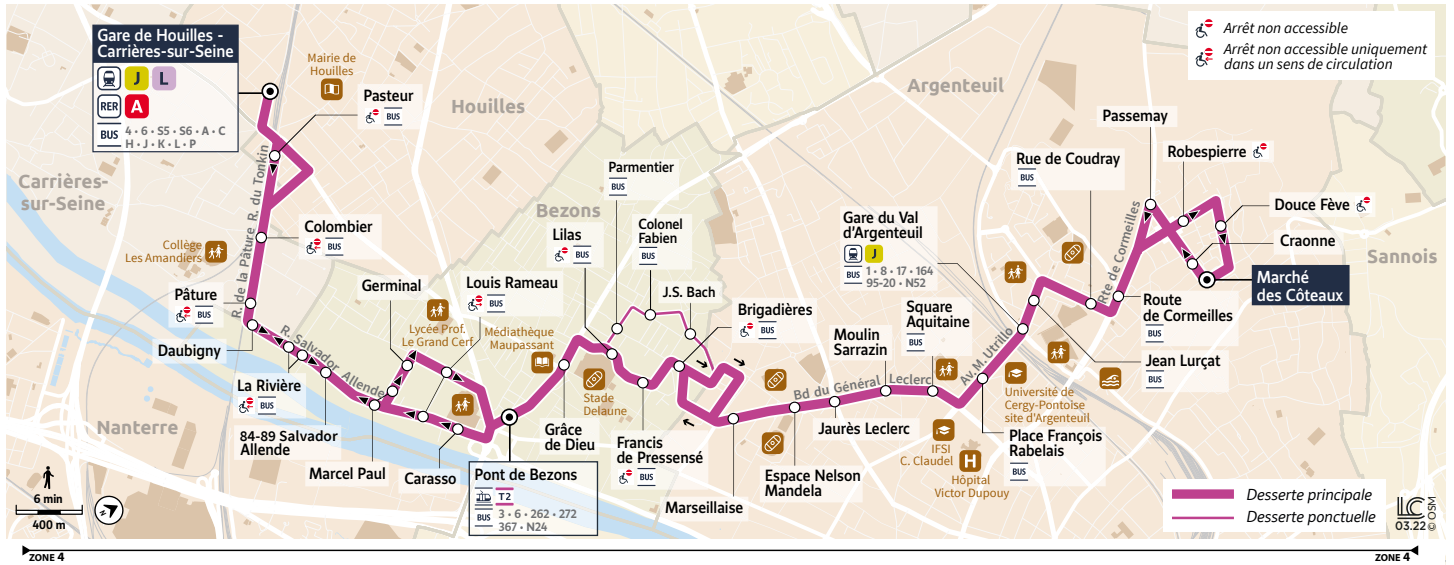 Gare de Houilles -
Carrières-sur-Seine
J L
RER A
BUS 4 • 6 • S5 • S6 • A • C
H • J • K • L • P
Mairie de
Houilles
Pasteur
BUS
Houilles
Argenteuil
Arrêt non accessible
Arrêt non accessible uniquement
dans un sens de circulation
Carrières-
sur-Seine
R. de la Pâture R. du Tonkin
Collège
Les Amandiers
Colombier
BUS
Pâture
BUS
Daubigny
La Rivière
BUS
84-89 Salvador
Allende
R. Salvador Allende
Nanterre
Marcel Paul
Germinal
Lycée Prof.
Le Grand Cerf
Louis Rameau
BUS
Carasso
Médiathèque
Maupassant
Pont de Bezons
T2
BUS 3 • 6 • 262 • 272
367 • N24
Bezons
Grâce
de Dieu
Lilas
BUS
Stade
Delaune
Parmentier
BUS
Colonel
Fabien
BUS
J.S. Bach
Francis
de Pressensé
BUS
Brigadières
BUS
Marseillaise
Espace Nelson
Mandela
Bd du Général Leclerc
Jaurès Leclerc
Moulin
Sarrazin
Square
Aquitaine
BUS
Gare du Val
d'Argenteuil
J
BUS 1 • 8 • 17 • 164
95-20 • N52
Av. M. Utrillo
IFSI
C. Claudel
H
Hôpital
Victor Dupouy
Université de
Cergy-Pontoise
site d'Argenteuil
Place François
Rabelais
BUS
Jean Lurçat
BUS
Rue de Coudray
BUS
Rte de Cormeilles
Route
de Cormeilles
BUS
Passemay
Robespierre
Douce Fève
Craonne
Marché
des Côteaux
Sannois
6 min
400 m
N
Desserte principale
Desserte ponctuelle
LC
03.22
© OSM
ZONE 4
ZONE 4